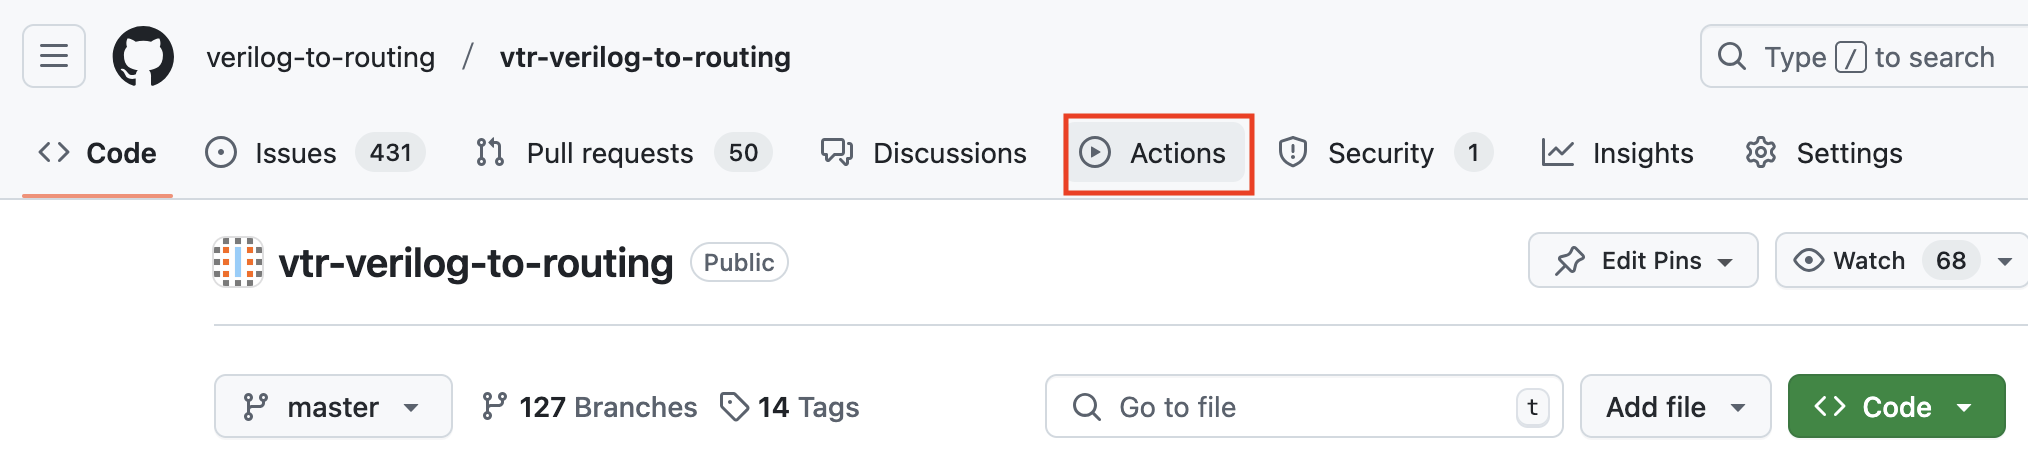 verilog-to-routing / vtr-verilog-to-routing Type / to search
Code Issues 431 Pull requests 50 Discussions Actions Security 1 Insights Settings
vtr-verilog-to-routing Public Edit Pins Watch 68
master 127 Branches 14 Tags Go to file t Add file Code